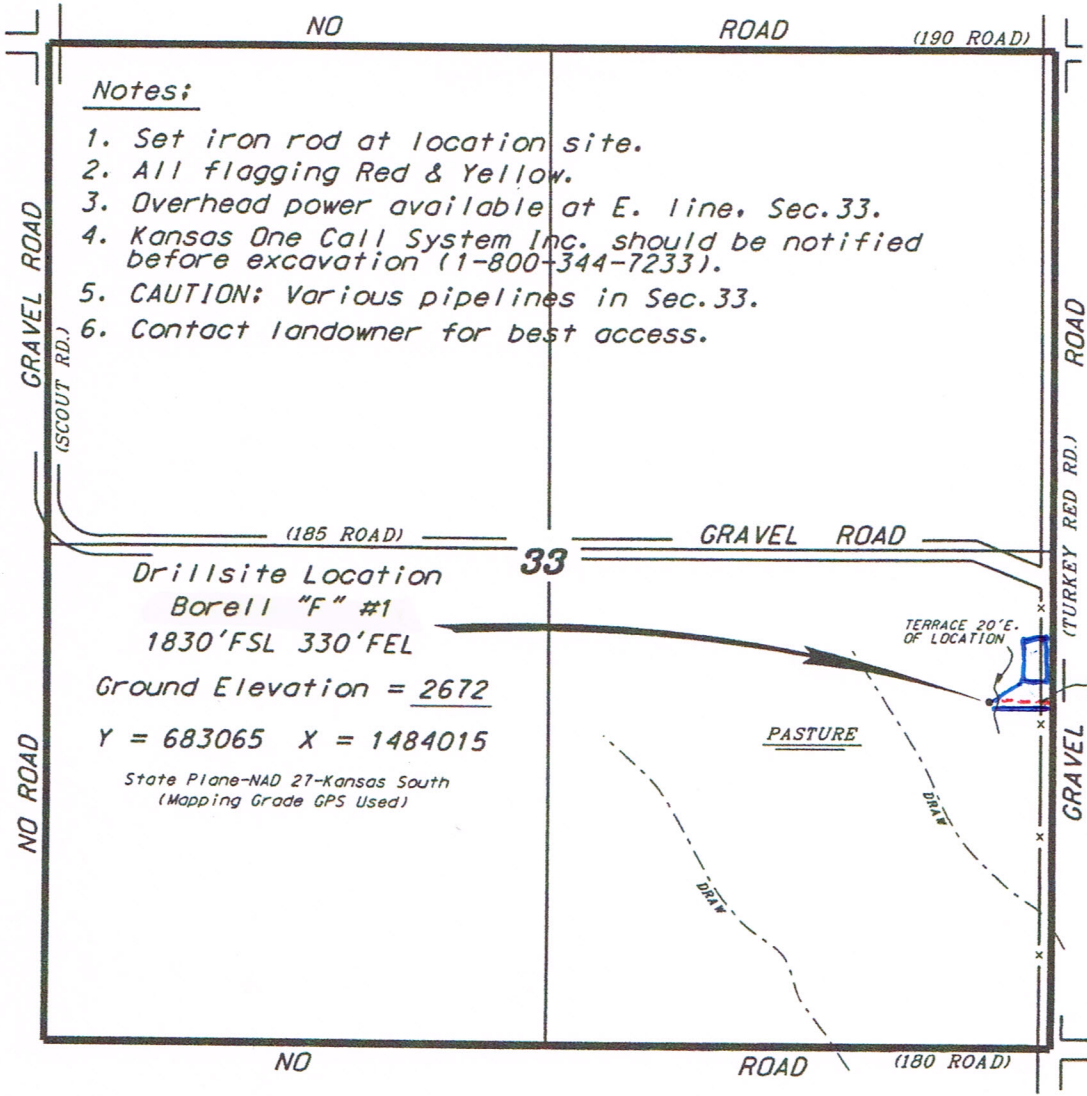 NO ROAD (190 ROAD)
Notes:
1. Set iron rod at location site.
2. All flagging Red & Yellow.
3. Overhead power available at E. line, Sec. 33.
4. Kansas One Call System Inc. should be notified
before excavation (1-800-344-7233).
5. CAUTION: Various pipelines in Sec. 33.
6. Contact landowner for best access.
GRAVEL ROAD
(SCOUT RD.)
ROAD
(TURKEY RED RD.)
GRAVEL
(185 ROAD) GRAVEL ROAD
33
Drillsite Location
Borell "F" #1
1830'FSL 330'FEL
Ground Elevation = 2672
Y = 683065 X = 1484015
State Plane-NAD 27-Kansas South
(Mapping Grade GPS Used)
TERRACE 20'E.
OF LOCATION
PASTURE
DRAW
DRAW
NO ROAD
NO ROAD (180 ROAD)